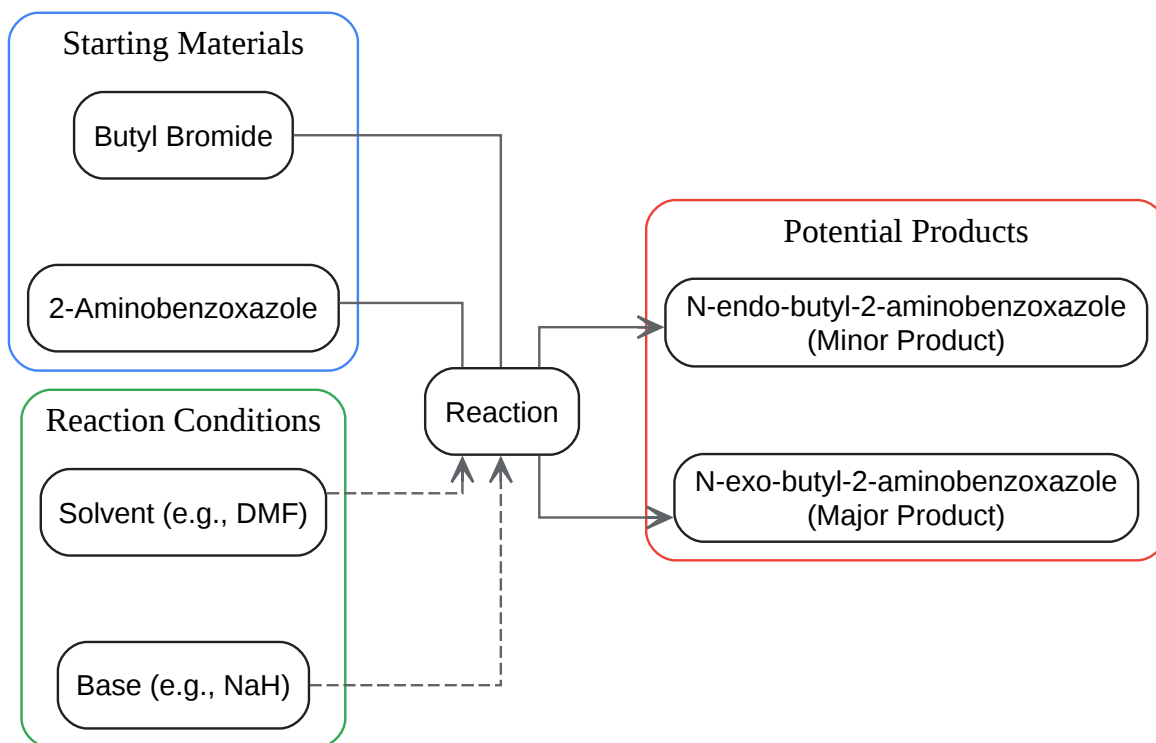 Starting Materials
Butyl Bromide
2-Aminobenzoxazole
Reaction Conditions
Solvent (e.g., DMF)
Base (e.g., NaH)
Reaction
Potential Products
N-endo-butyl-2-aminobenzoxazole
(Minor Product)
N-exo-butyl-2-aminobenzoxazole
(Major Product)